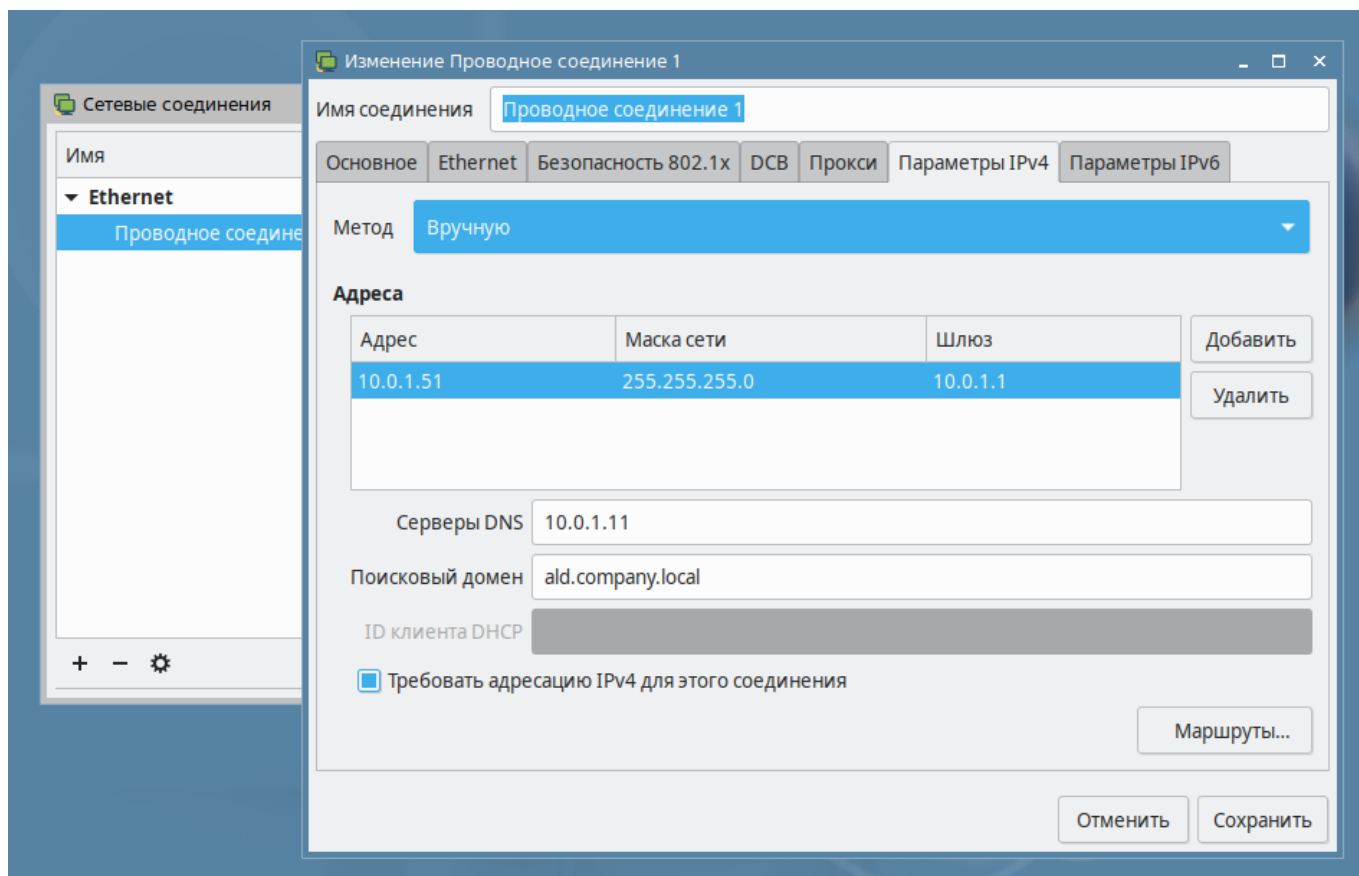 Изменение Проводное соединение 1
Сетевые соединения
Имя
Ethernet
Проводное соедине
Имя соединения Проводное соединение 1
Основное Ethernet Безопасность 802.1x DCB Прокси Параметры IPv4 Параметры IPv6
Метод Вручную
Адреса
Адрес Маска сети Шлюз
10.0.1.51 255.255.255.0 10.0.1.1
Добавить
Удалить
Серверы DNS 10.0.1.11
Поисковый домен ald.company.local
ID клиента DHCP
Требовать адресацию IPv4 для этого соединения
Маршруты...
Отменить Сохранить